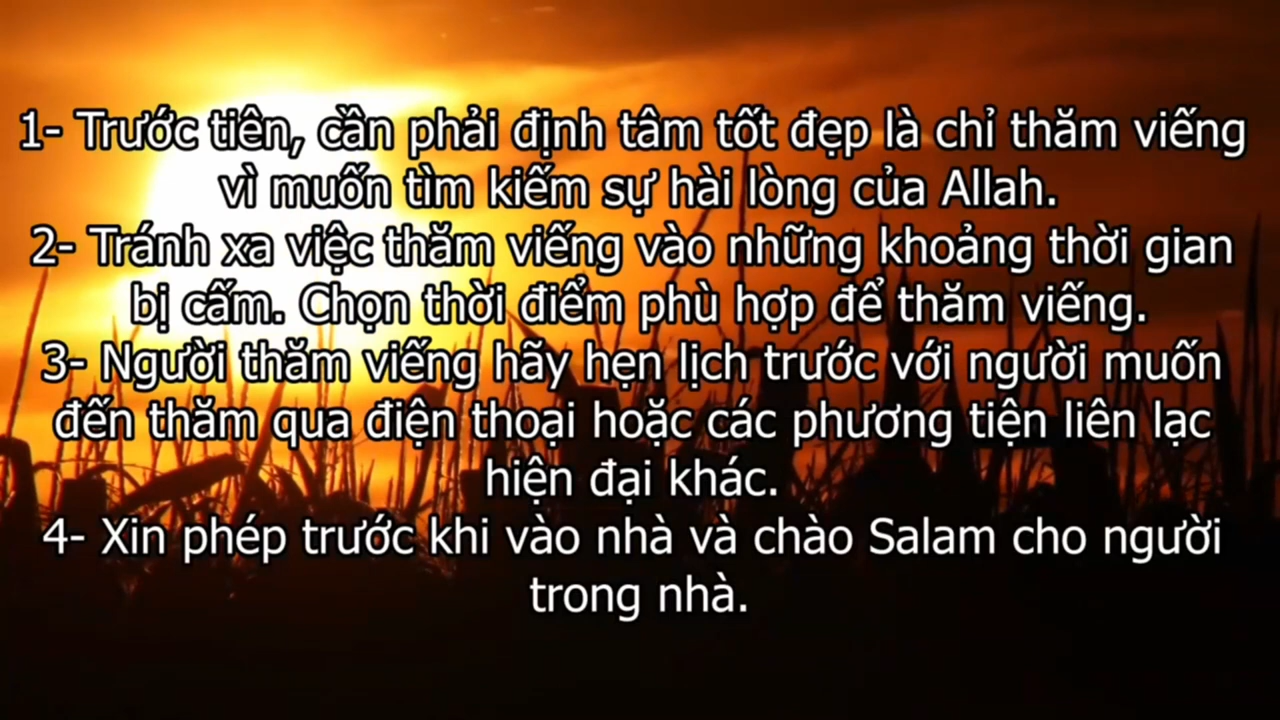 1- Trước tiên, cần phải định tâm tốt đẹp là chỉ thăm viếng
vì muốn tìm kiếm sự hài lòng của Allah.
2- Tránh xa việc thăm viếng vào những khoảng thời gian
bị cấm. Chọn thời điểm phù hợp để thăm viếng.
3- Người thăm viếng hãy hẹn lịch trước với người muốn
đến thăm qua điện thoại hoặc các phương tiện liên lạc
hiện đại khác.
4- Xin phép trước khi vào nhà và chào Salam cho người
trong nhà.